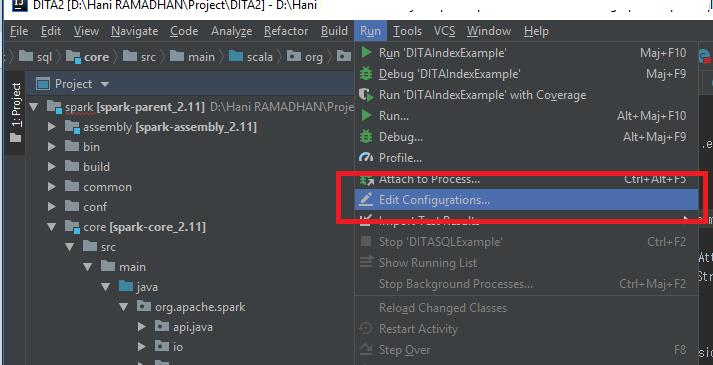 DITA2 [D:\Hani RAMADHAN\Project\DITA2] - D:\Hani
File Edit View Navigate Code Analyze Refactor Build Run Tools VCS Window Help
sql core src main scala org
Project
1: Project
spark [spark-parent_2.11] D:\Hani RAMADHAN\Proje
assembly [spark-assembly_2.11]
bin
build
common
conf
core [spark-core_2.11]
src
main
java
org.apache.spark
api.java
io
Run 'DITAIndexExample' Maj+F10
Debug 'DITAIndexExample' Maj+F9
Run 'DITAIndexExample' with Coverage
Run... Alt+Maj+F10
Debug... Alt+Maj+F9
Profile...
Attach to Process... Ctrl+Alt+F5
Edit Configurations...
Import Test Results
Stop 'DITASQLExample' Ctrl+F2
Show Running List
Stop Background Processes... Ctrl+Maj+F2
Reload Changed Classes
Restart Activity
Step Over F8